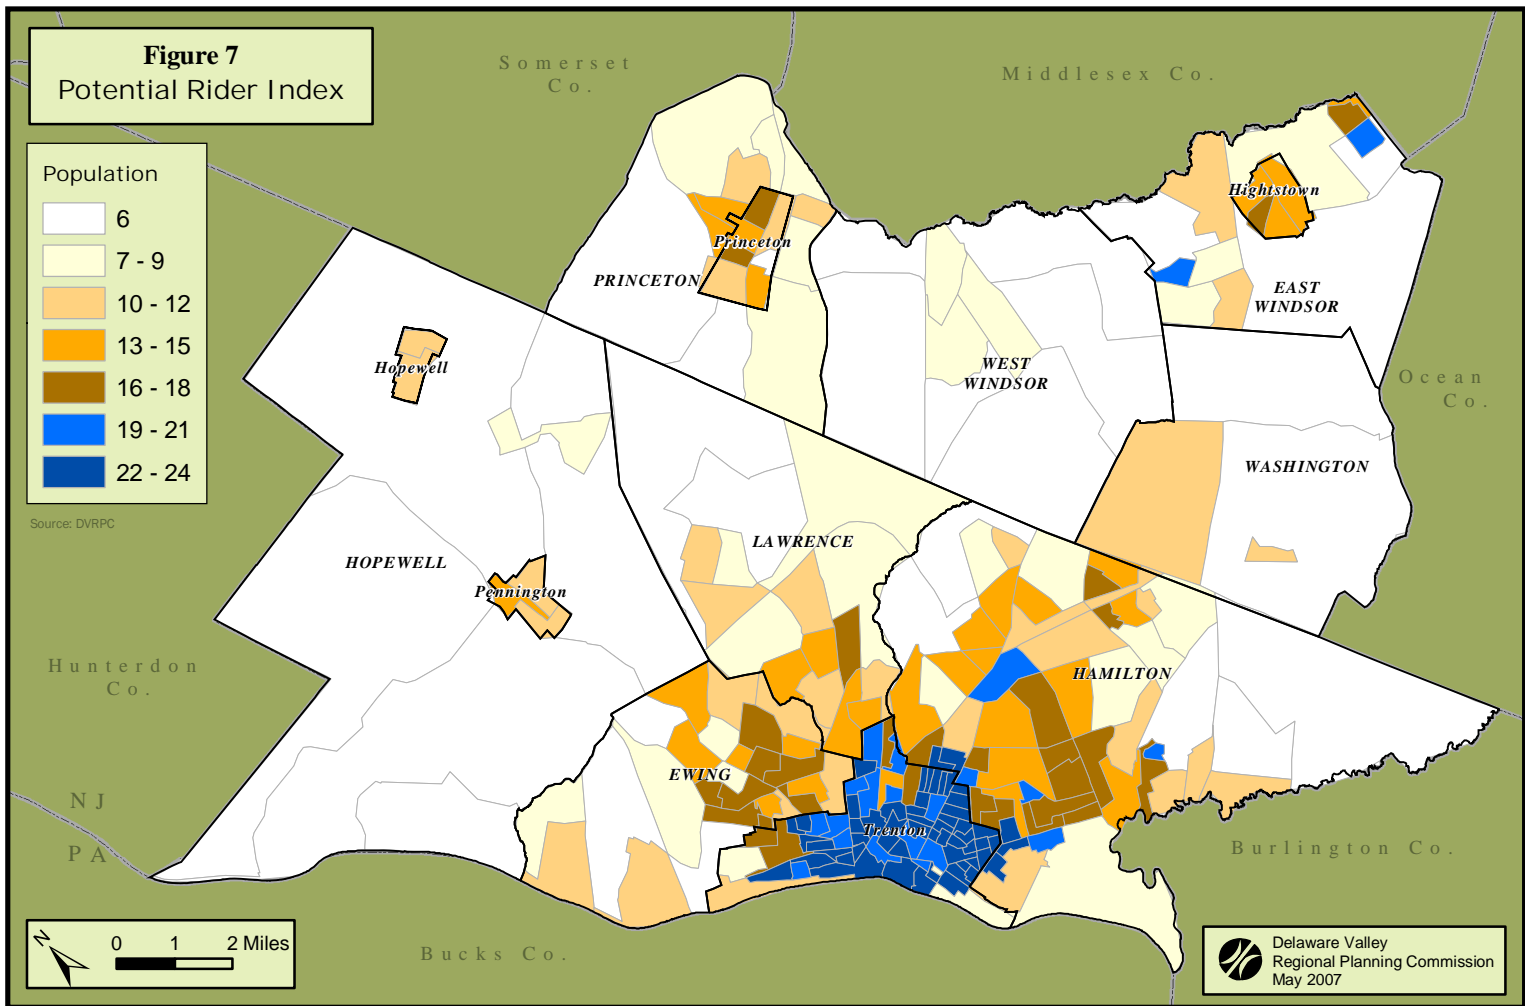 Figure 7
Potential Rider Index
Population
6
7 - 9
10 - 12
13 - 15
16 - 18
19 - 21
22 - 24
Source: DVRPC
Somerset
Co.
Middlesex Co.
Hightstown
Princeton
PRINCETON
EAST
WINDSOR
Hopewell
WEST
WINDSOR
Ocean
Co.
WASHINGTON
LAWRENCE
HOPEWELL
Pennington
Hunterdon
Co.
HAMILTON
EWING
NJ
PA
Trenton
Burlington Co.
Bucks Co.
N
0 1 2 Miles
Delaware Valley
Regional Planning Commission
May 2007